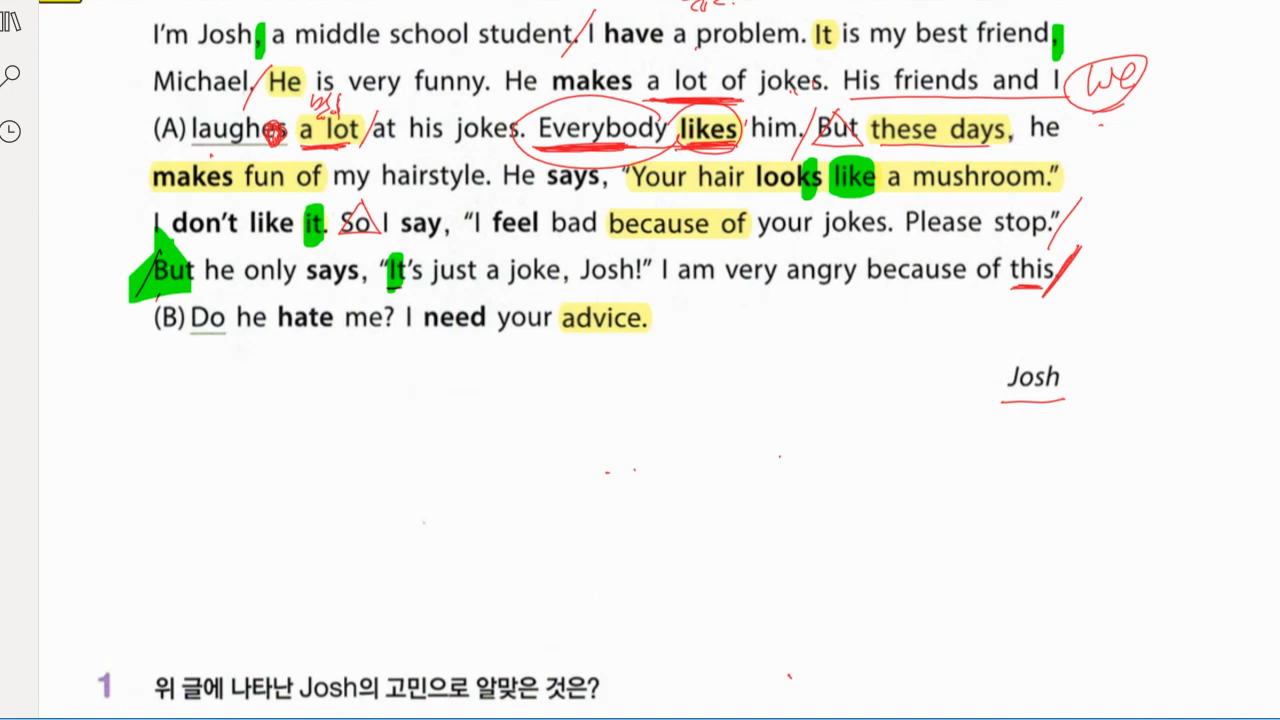 I'm Josh, a middle school student. I have a problem. It is my best friend,
Michael. He is very funny. He makes a lot of jokes. His friends and I we
(A) laughes a lot at his jokes. Everybody likes him. But these days, he
makes fun of my hairstyle. He says, "Your hair looks like a mushroom."
I don't like it. So I say, "I feel bad because of your jokes. Please stop."
But he only says, "It's just a joke, Josh!" I am very angry because of this.
(B) Do he hate me? I need your advice.
Josh
1 위 글에 나타난 Josh의 고민으로 알맞은 것은?